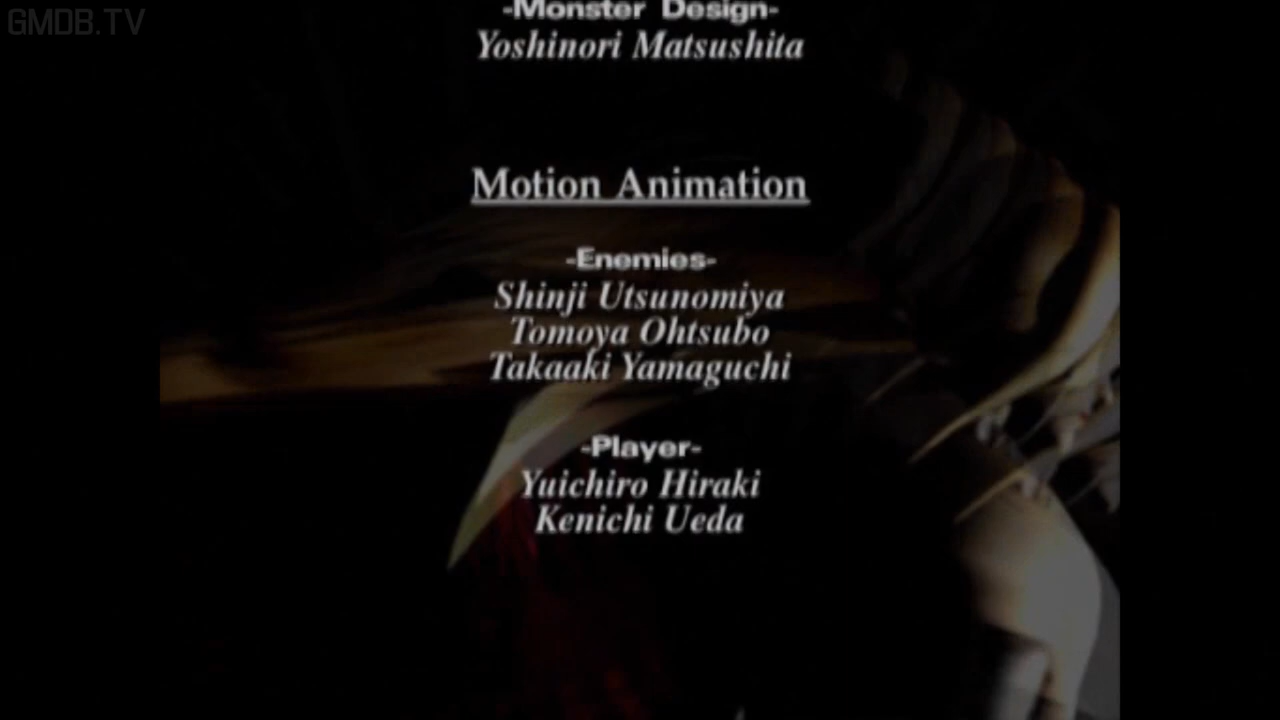 GMDB.TV
-Monster Design-
Yoshinori Matsushita
Motion Animation
-Enemies-
Shinji Utsunomiya
Tomoya Ohtsubo
Takaaki Yamaguchi
-Player-
Yuichiro Hiraki
Kenichi Ueda